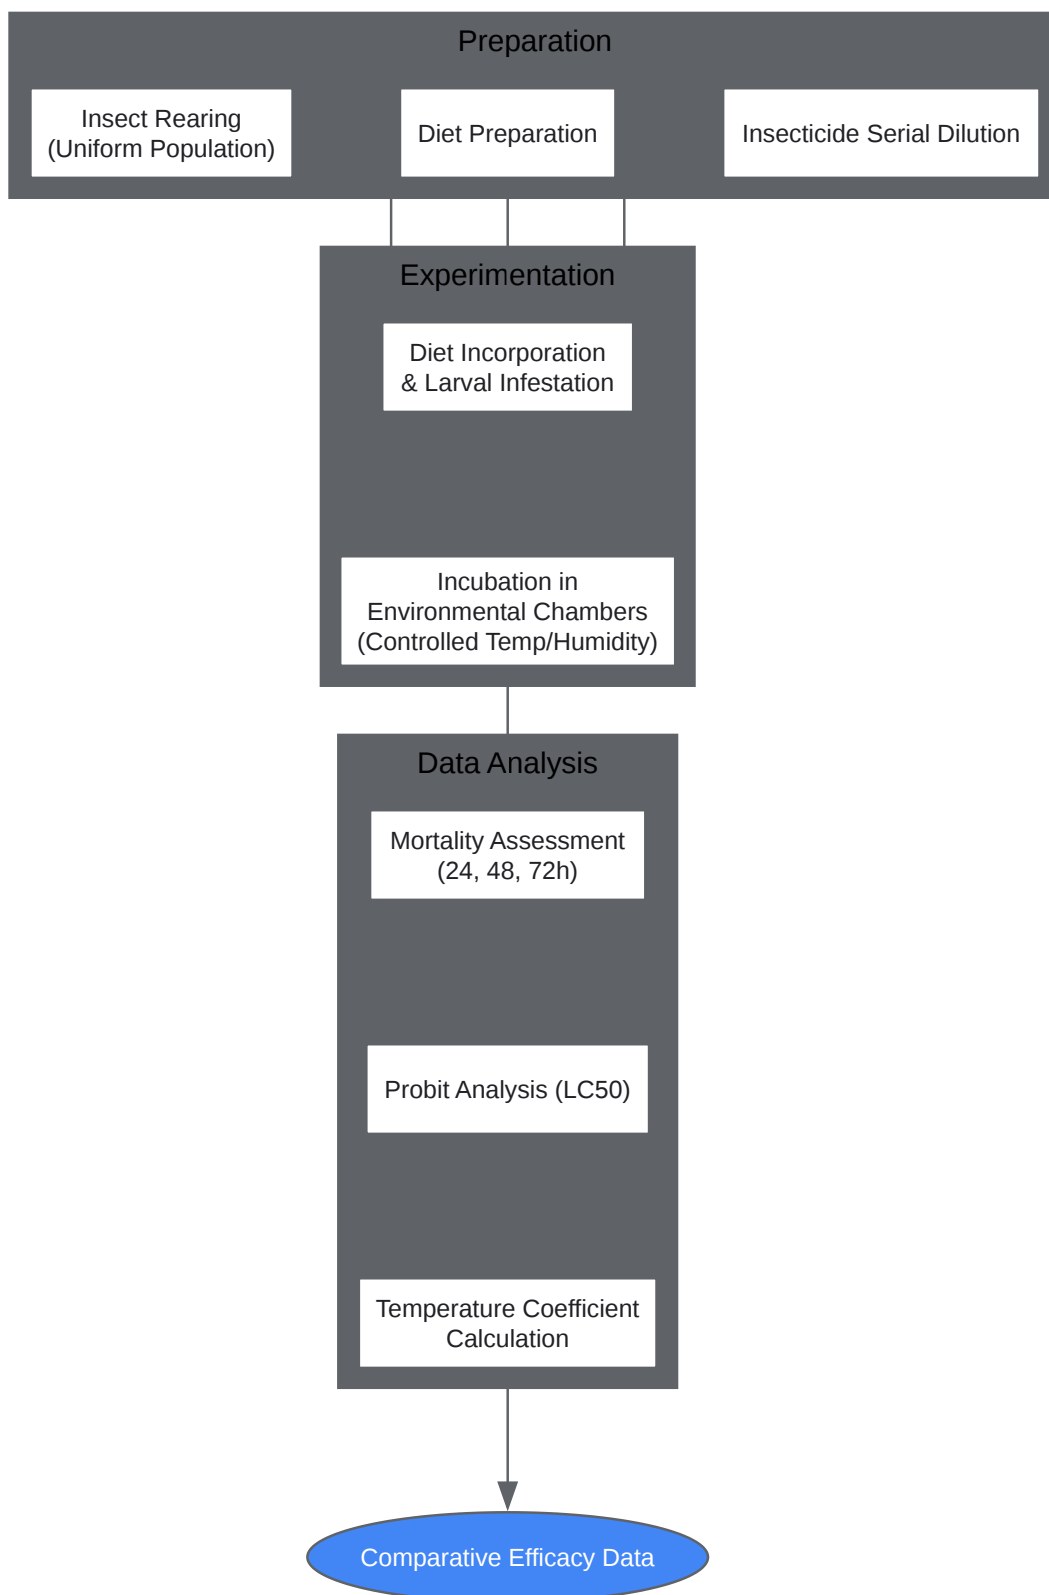 Preparation
Insect Rearing
(Uniform Population)
Diet Preparation
Insecticide Serial Dilution
Experimentation
Diet Incorporation
& Larval Infestation
Incubation in
Environmental Chambers
(Controlled Temp/Humidity)
Data Analysis
Mortality Assessment
(24, 48, 72h)
Probit Analysis (LC50)
Temperature Coefficient
Calculation
Comparative Efficacy Data